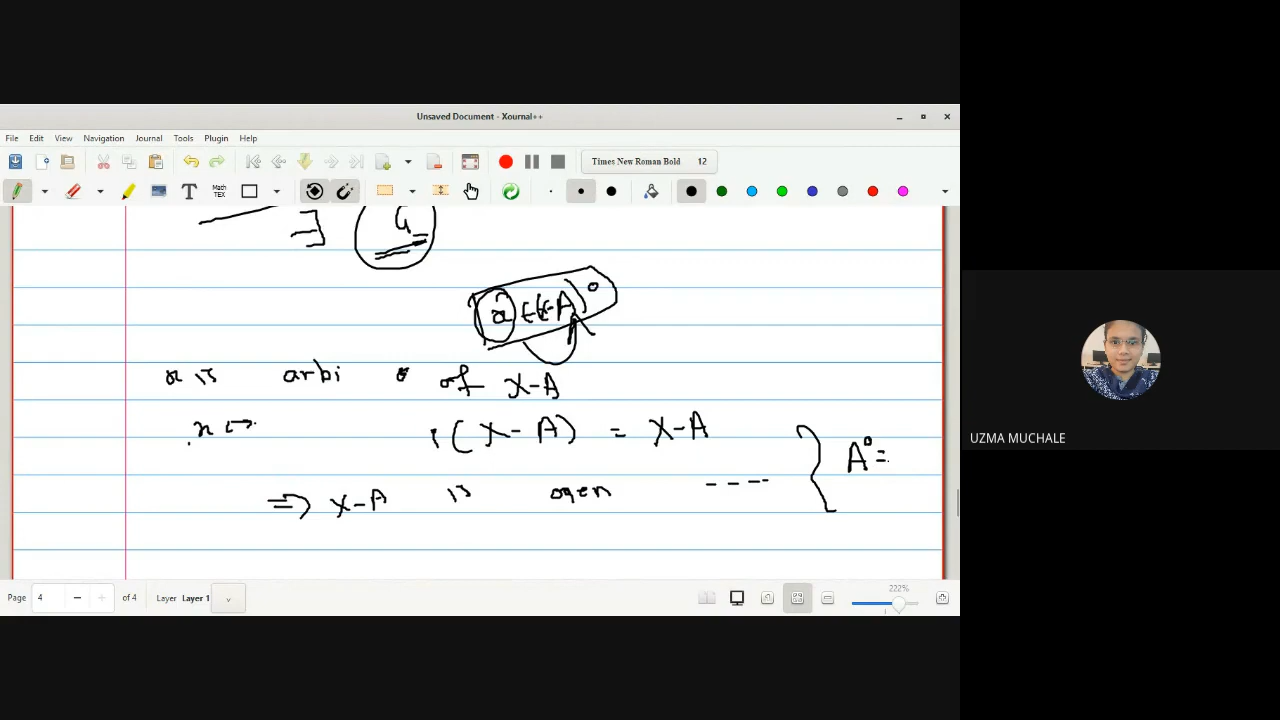 Unsaved Document - Xournal++
File Edit View Navigation Journal Tools Plugin Help
Times New Roman Bold 12
G
x ∈ (X-A)°
x is arbi of X-A
i(X-A) = X-A
A° =
⇒ X-A is open ----
Page 4 of 4 Layer Layer 1 222%
UZMA MUCHALE